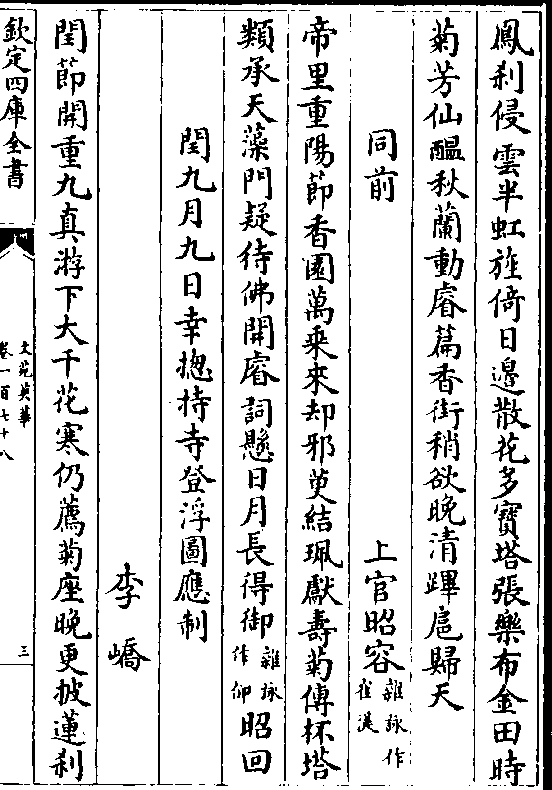 鳳刹侵雲半虹旌倚日邊散花多寶塔張樂布金田時
菊芳仙醖秋蘭動睿篇香街稍欲晚清蹕扈歸天
同前
上官昭容雜詠作崔湜
帝里重陽節香園萬乗來却邪萸結珮獻壽菊傳杯塔
類承天藻門疑待佛開睿詞懸日月長得御雜詠作仰昭回
閏九月九日幸捴持寺登浮圖應制
李嶠
閏節開重九真游下大千花寒仍薦菊座晚更披蓮刹
欽定四庫全書
文苑英華
卷一百七十八
三